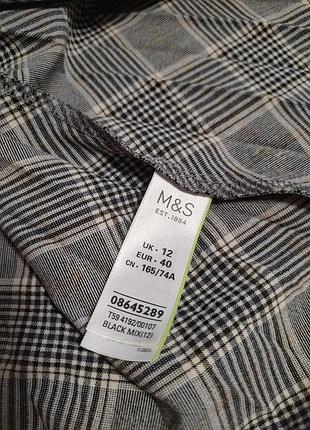 M&S
EST. 1884
UK • 12
EUR • 40
CN • 165/74A
08645289
T59 4192/00107
BLACK MIX(12)